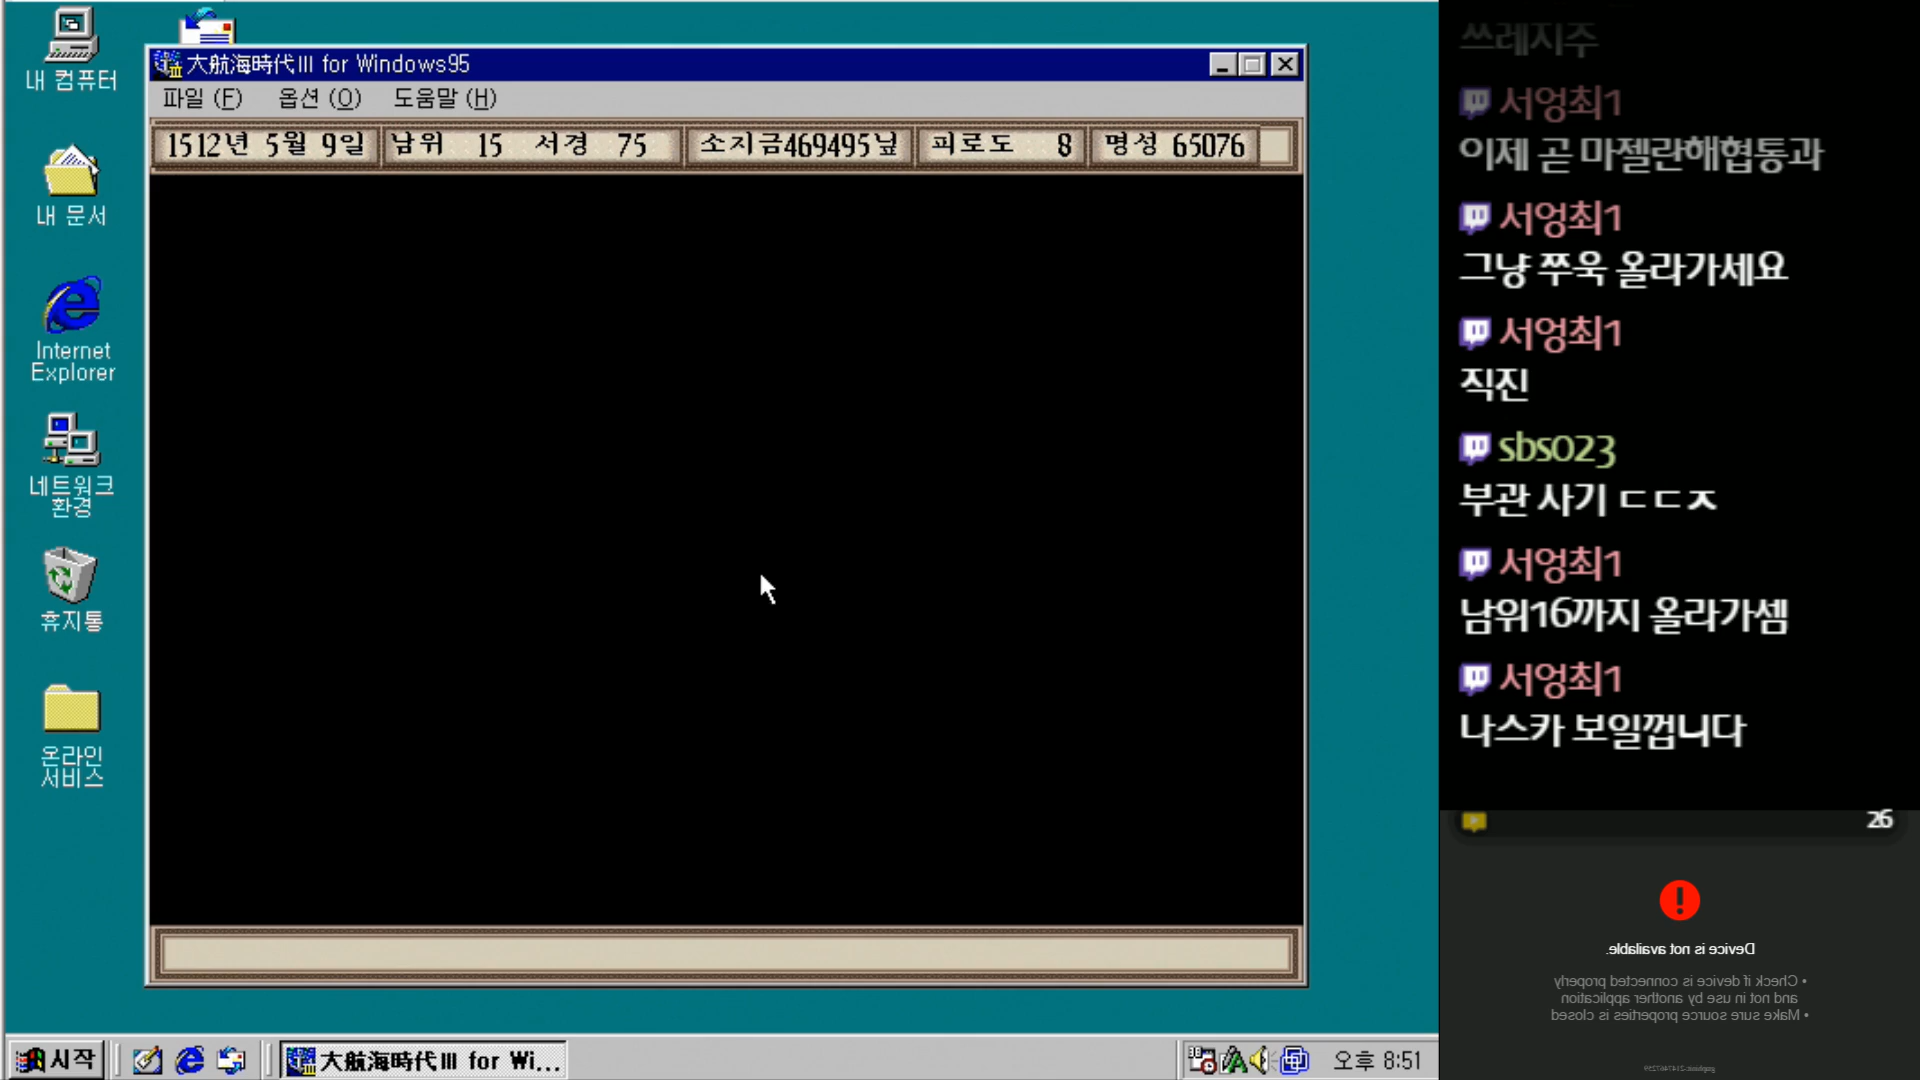 내 컴퓨터
내 문서
Internet
Explorer
네트워크
환경
휴지통
온라인
서비스
大航海時代III for Windows95
파일 (F) 옵션 (O) 도움말 (H)
1512년 5월 9일 남위 15 서경 75 소지금469495닢 피로도 8 명성 65076
시작
大航海時代III for Wi...
오후 8:51
쓰레지주
서엉최1
이제 곧 마젤란해협통과
서엉최1
그냥 쭈욱 올라가세요
서엉최1
직진
sbs023
부관 사기 ㄷㄷㅈ
서엉최1
남위16까지 올라가셈
서엉최1
나스카 보일껍니다
26
Device is not available.
• Check if device is connected properly
and not in use by another application
• Make sure source properties is closed